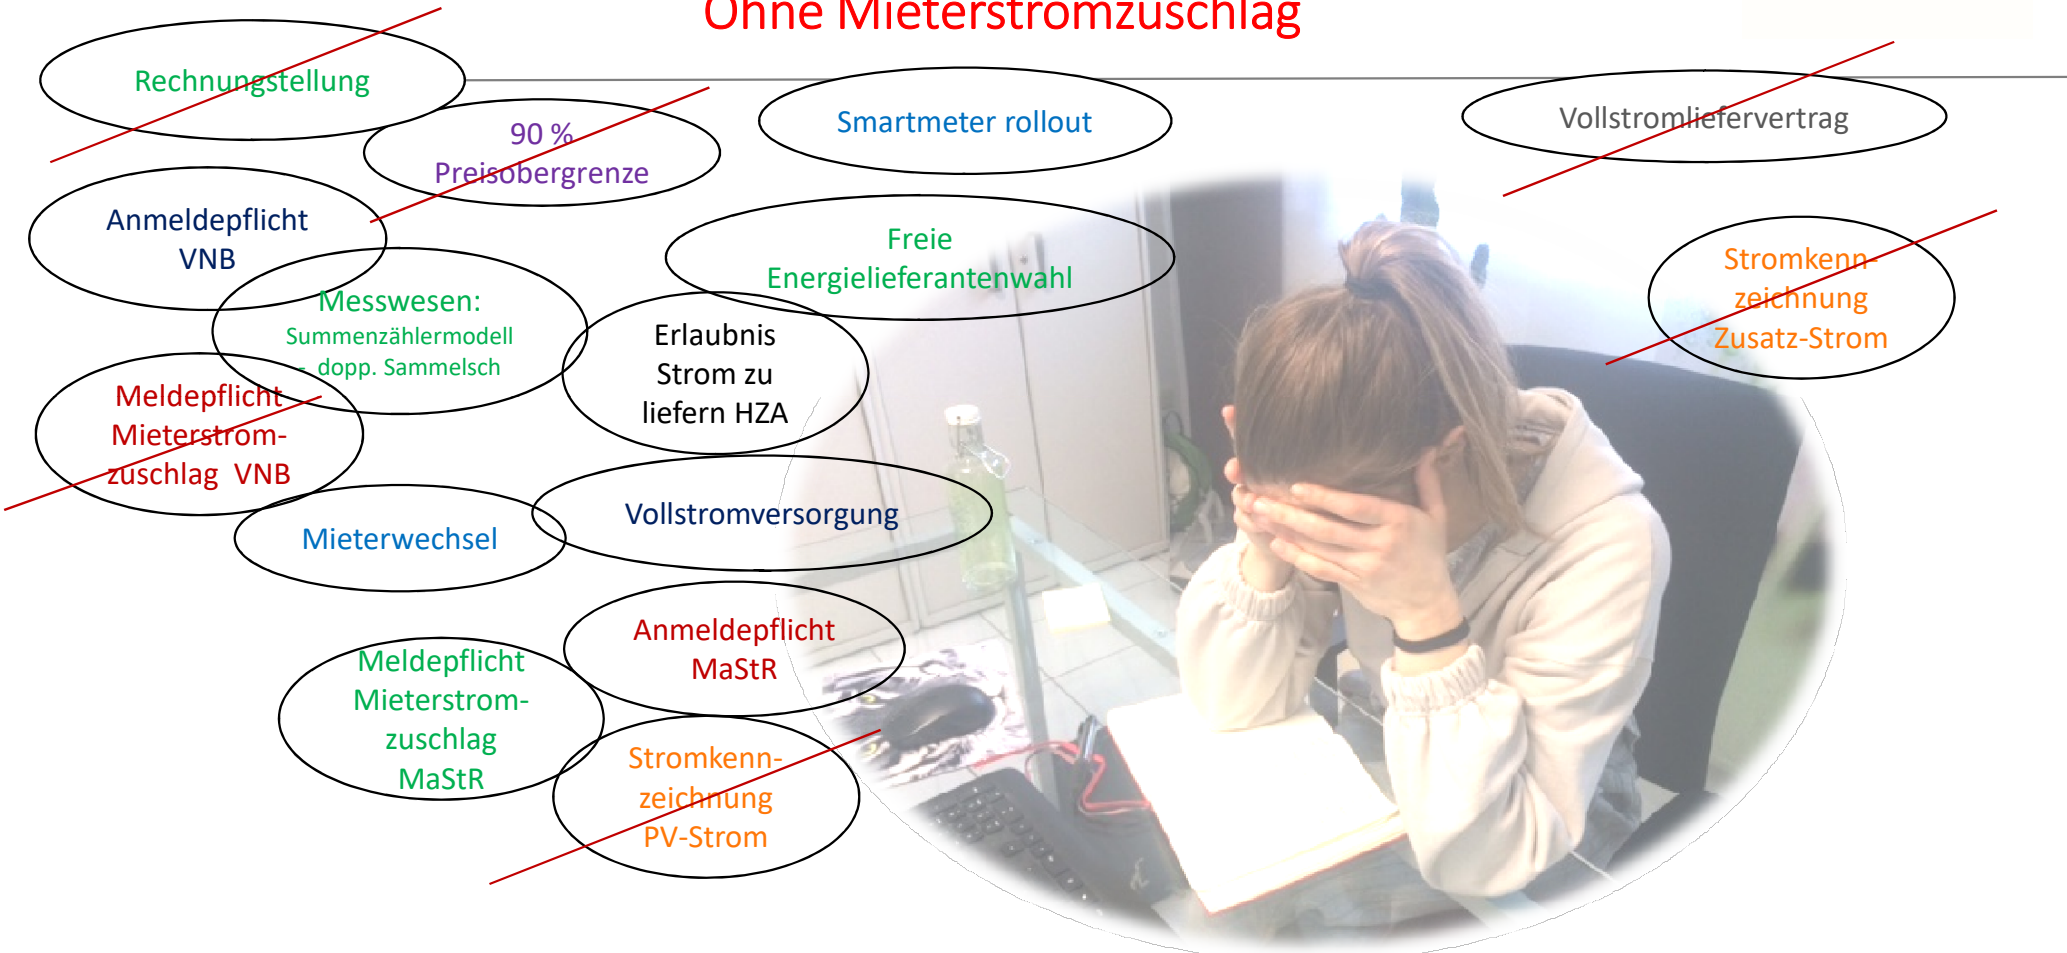 Ohne Mieterstromzuschlag
Rechnungstellung
90 %
Preisobergrenze
Smartmeter rollout
Vollstromliefervertrag
Anmeldepflicht
VNB
Freie
Energielieferantenwahl
Stromkenn-
zeichnung
Zusatz-Strom
Messwesen:
Summenzählermodell
- dopp. Sammelsch
Erlaubnis
Strom zu
liefern HZA
Meldepflicht
Mieterstrom-
zuschlag VNB
Mieterwechsel
Vollstromversorgung
Anmeldepflicht
MaStR
Meldepflicht
Mieterstrom-
zuschlag
MaStR
Stromkenn-
zeichnung
PV-Strom